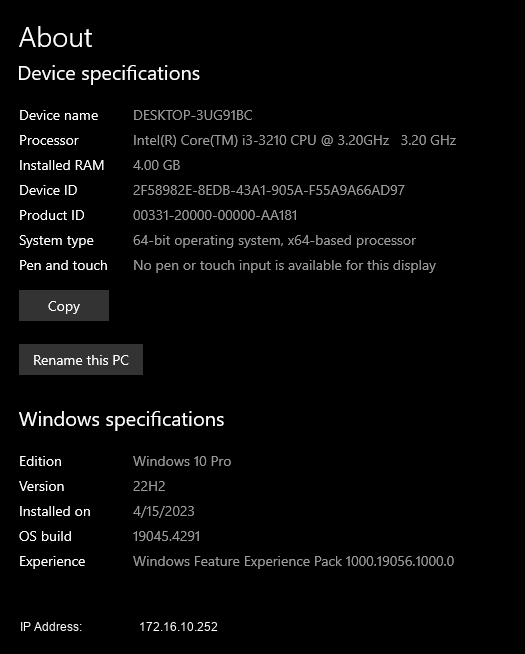 About
Device specifications
Device name DESKTOP-3UG91BC
Processor Intel(R) Core(TM) i3-3210 CPU @ 3.20GHz 3.20 GHz
Installed RAM 4.00 GB
Device ID 2F58982E-8EDB-43A1-905A-F55A9A66AD97
Product ID 00331-20000-00000-AA181
System type 64-bit operating system, x64-based processor
Pen and touch No pen or touch input is available for this display
Copy
Rename this PC
Windows specifications
Edition Windows 10 Pro
Version 22H2
Installed on 4/15/2023
OS build 19045.4291
Experience Windows Feature Experience Pack 1000.19056.1000.0
IP Address: 172.16.10.252